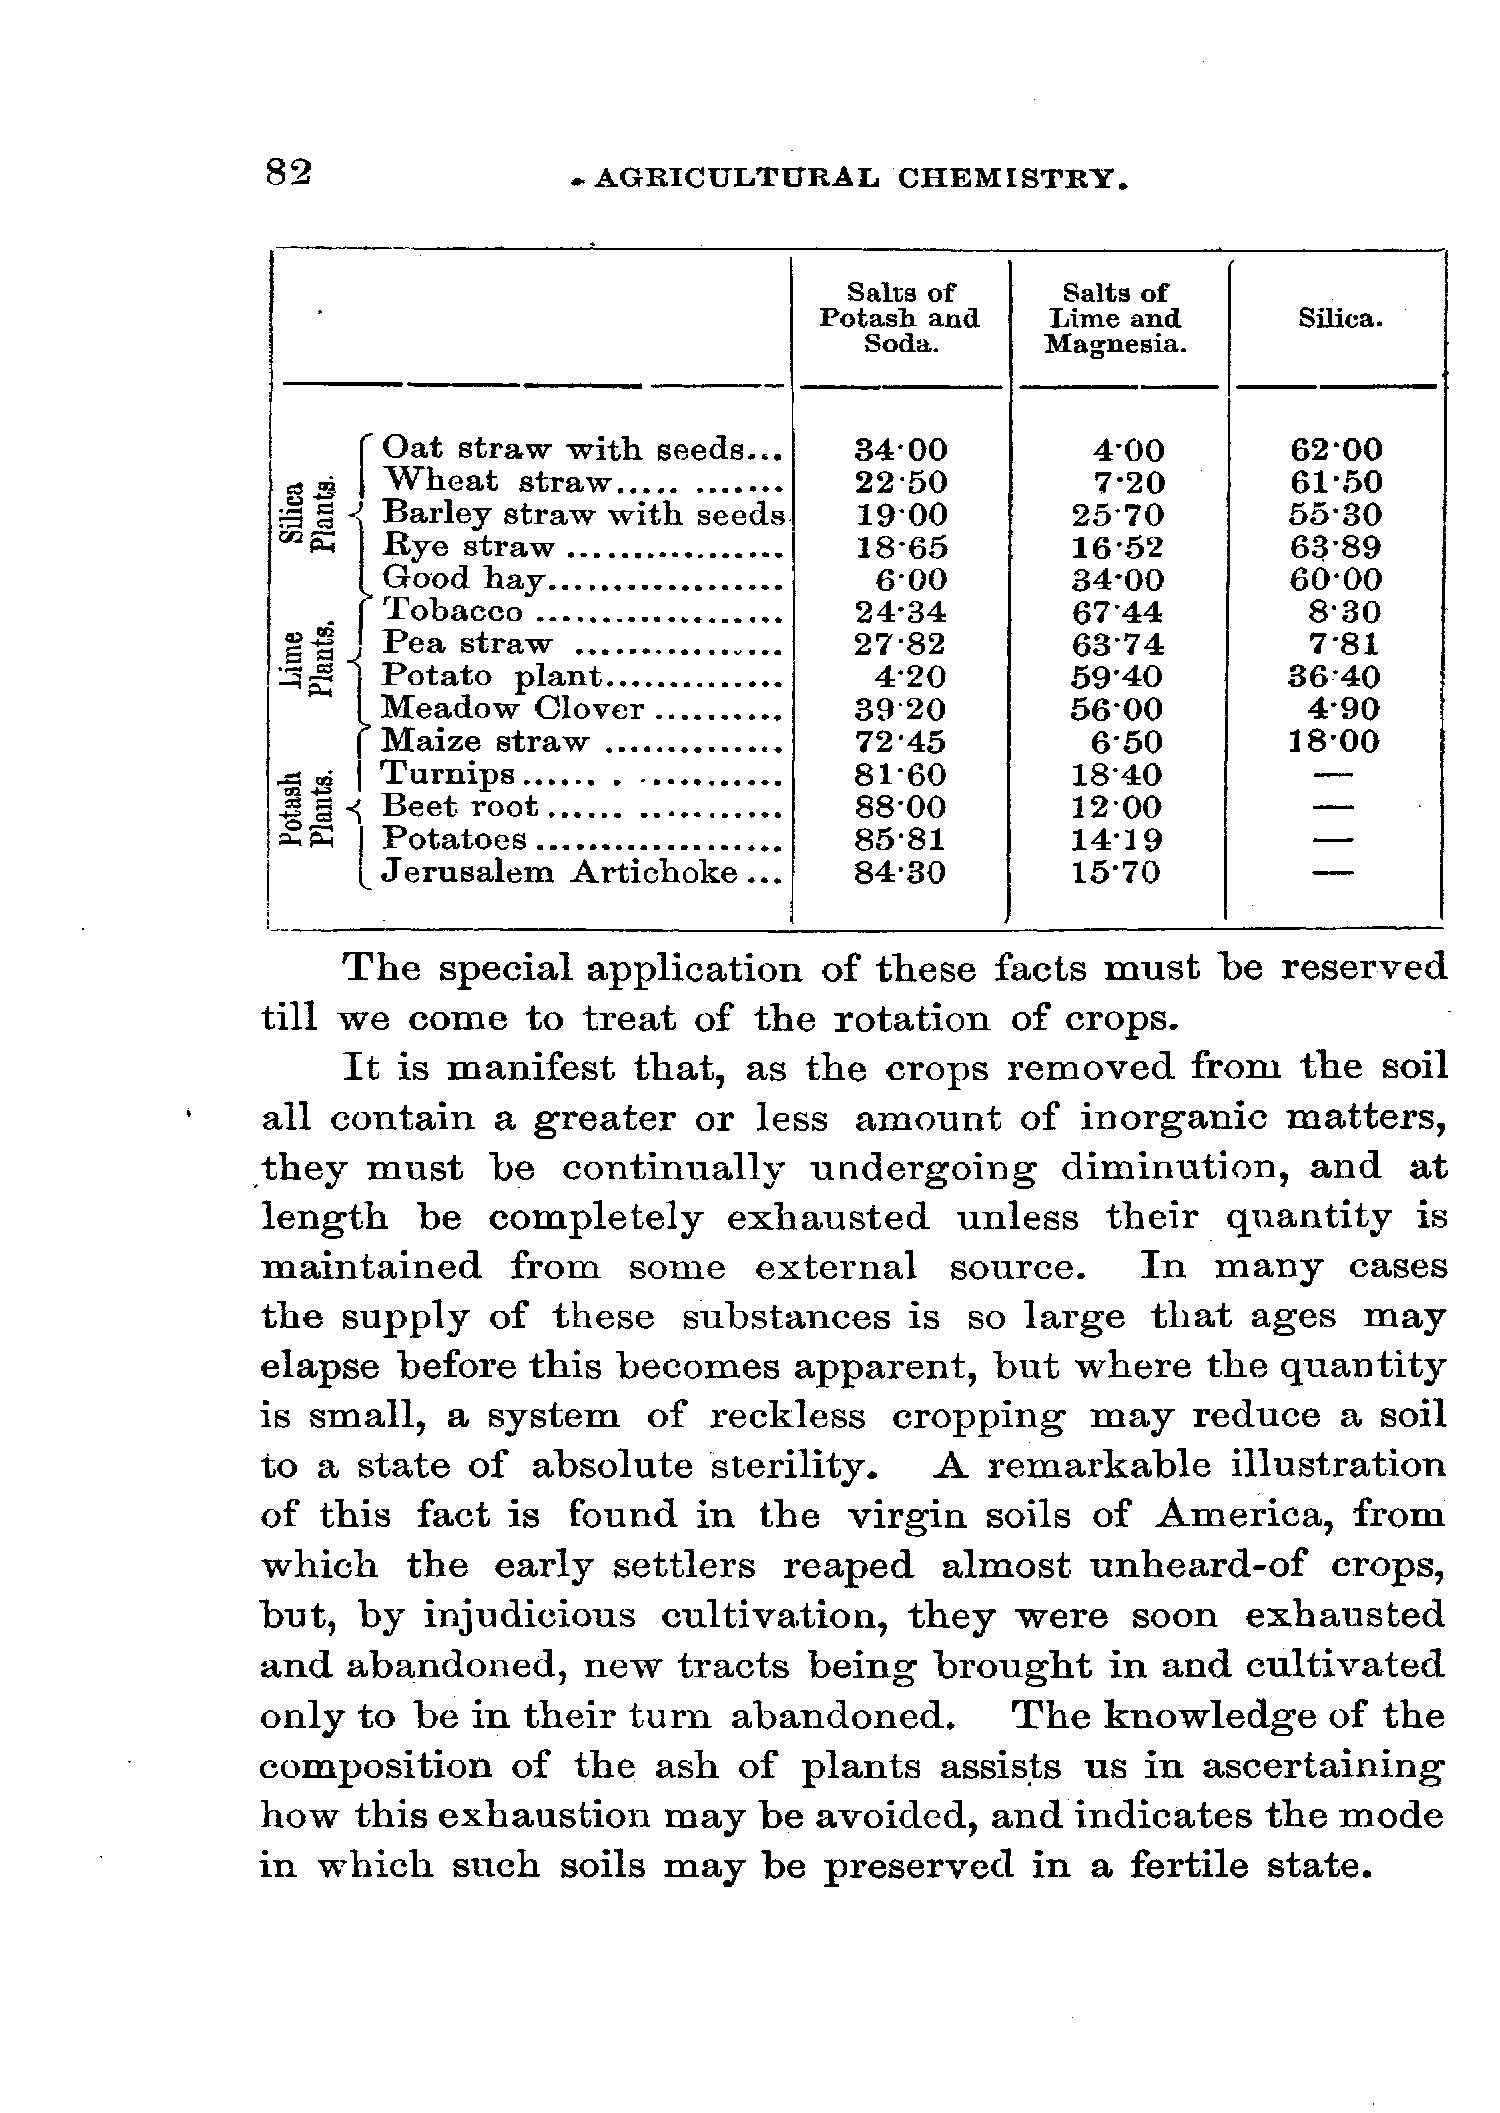 82 AGRICULTURAL CHEMISTRY.
Salts of Potash and Soda. Salts of Lime and Magnesia. Silica.
Silica Plants.
Oat straw with seeds... 34·00 4·00 62·00
Wheat straw..... ....... 22·50 7·20 61·50
Barley straw with seeds 19·00 25·70 55·30
Rye straw ................. 18·65 16·52 63·89
Good hay.................. 6·00 34·00 60·00
Lime Plants.
Tobacco ................... 24·34 67·44 8·30
Pea straw ................ 27·82 63·74 7·81
Potato plant.............. 4·20 59·40 36·40
Meadow Clover .......... 39·20 56·00 4·90
Potash Plants.
Maize straw .............. 72·45 6·50 18·00
Turnips...... . ........... 81·60 18·40 —
Beet root...... ........... 88·00 12·00 —
Potatoes ................... 85·81 14·19 —
Jerusalem Artichoke ... 84·30 15·70 —
The special application of these facts must be reserved
till we come to treat of the rotation of crops.
It is manifest that, as the crops removed from the soil
all contain a greater or less amount of inorganic matters,
they must be continually undergoing diminution, and at
length be completely exhausted unless their quantity is
maintained from some external source. In many cases
the supply of these substances is so large that ages may
elapse before this becomes apparent, but where the quantity
is small, a system of reckless cropping may reduce a soil
to a state of absolute sterility. A remarkable illustration
of this fact is found in the virgin soils of America, from
which the early settlers reaped almost unheard-of crops,
but, by injudicious cultivation, they were soon exhausted
and abandoned, new tracts being brought in and cultivated
only to be in their turn abandoned. The knowledge of the
composition of the ash of plants assists us in ascertaining
how this exhaustion may be avoided, and indicates the mode
in which such soils may be preserved in a fertile state.